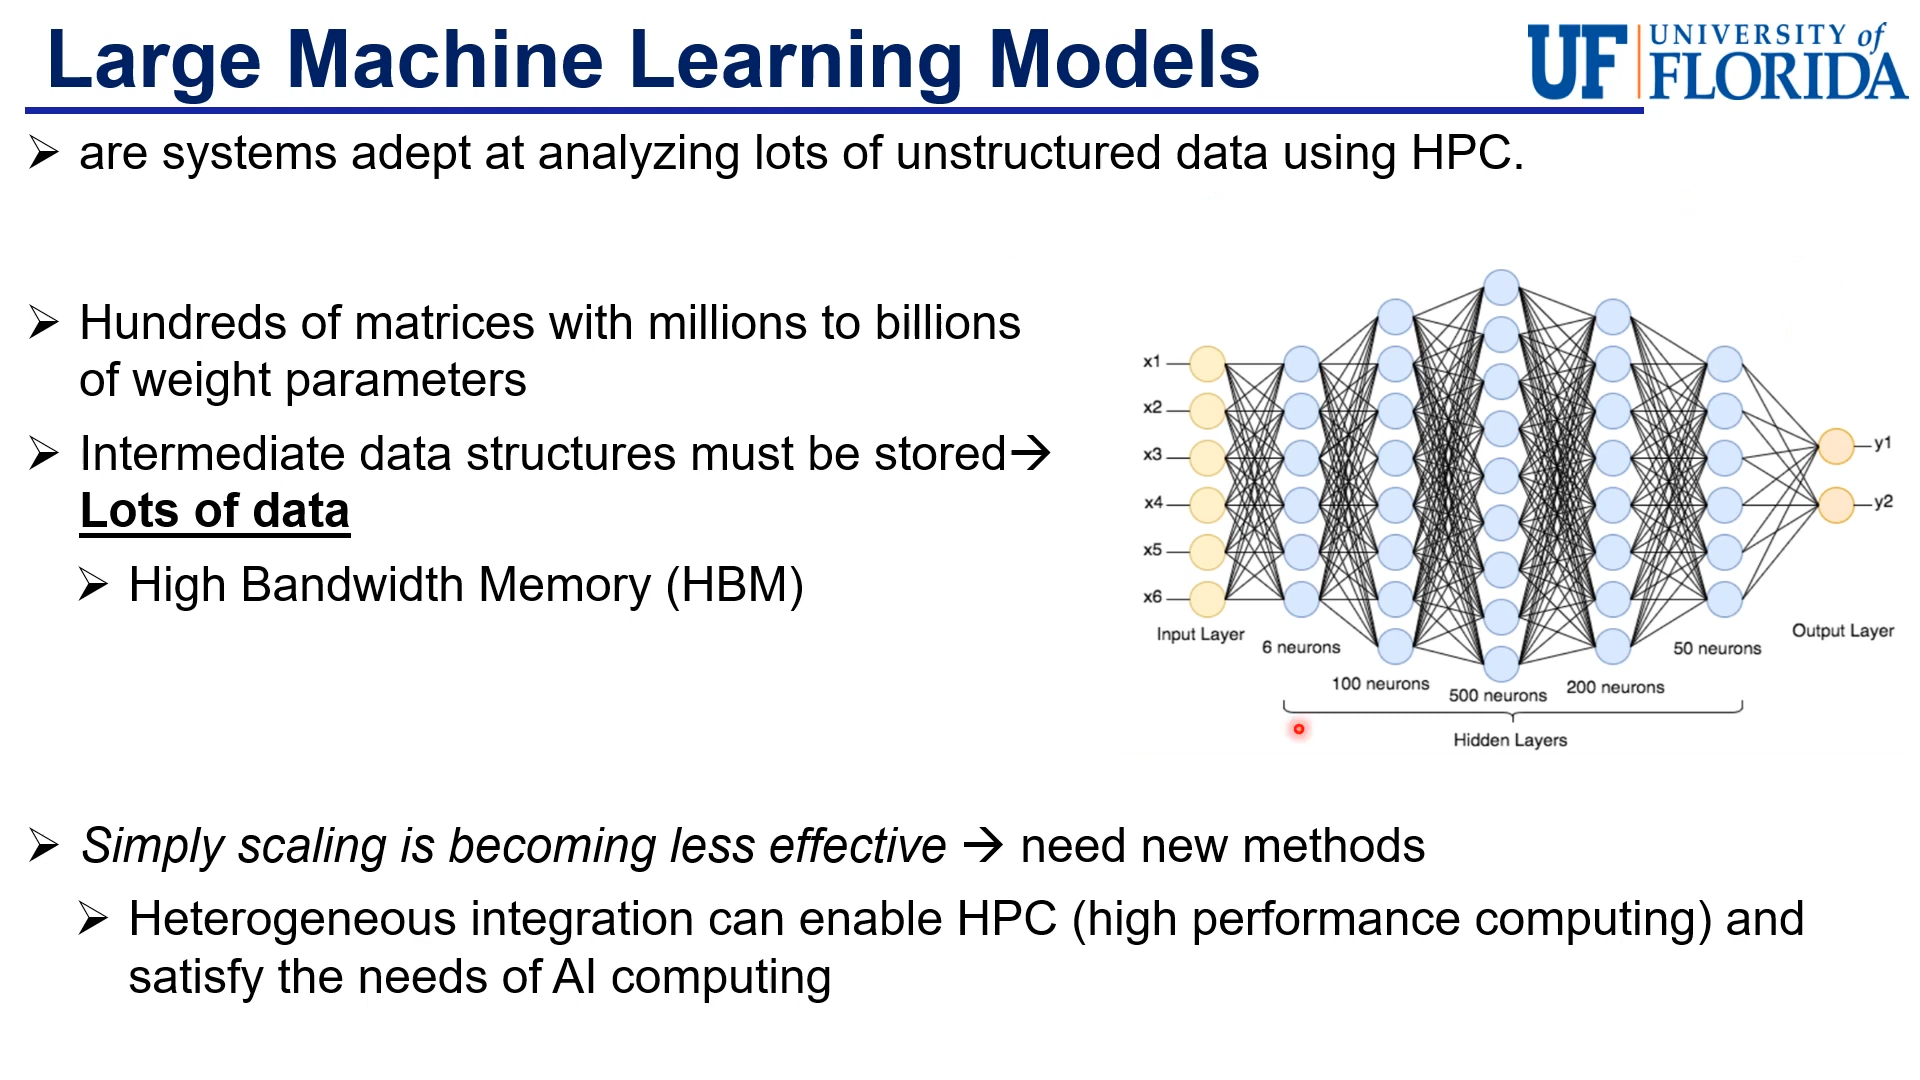 Large Machine Learning Models
UF UNIVERSITY of
FLORIDA
➢ are systems adept at analyzing lots of unstructured data using HPC.
➢ Hundreds of matrices with millions to billions
of weight parameters
➢ Intermediate data structures must be stored→
Lots of data
➢ High Bandwidth Memory (HBM)
x1
x2
x3
x4
x5
x6
y1
y2
Input Layer
6 neurons
100 neurons
500 neurons
200 neurons
50 neurons
Output Layer
Hidden Layers
➢ Simply scaling is becoming less effective → need new methods
➢ Heterogeneous integration can enable HPC (high performance computing) and
satisfy the needs of AI computing